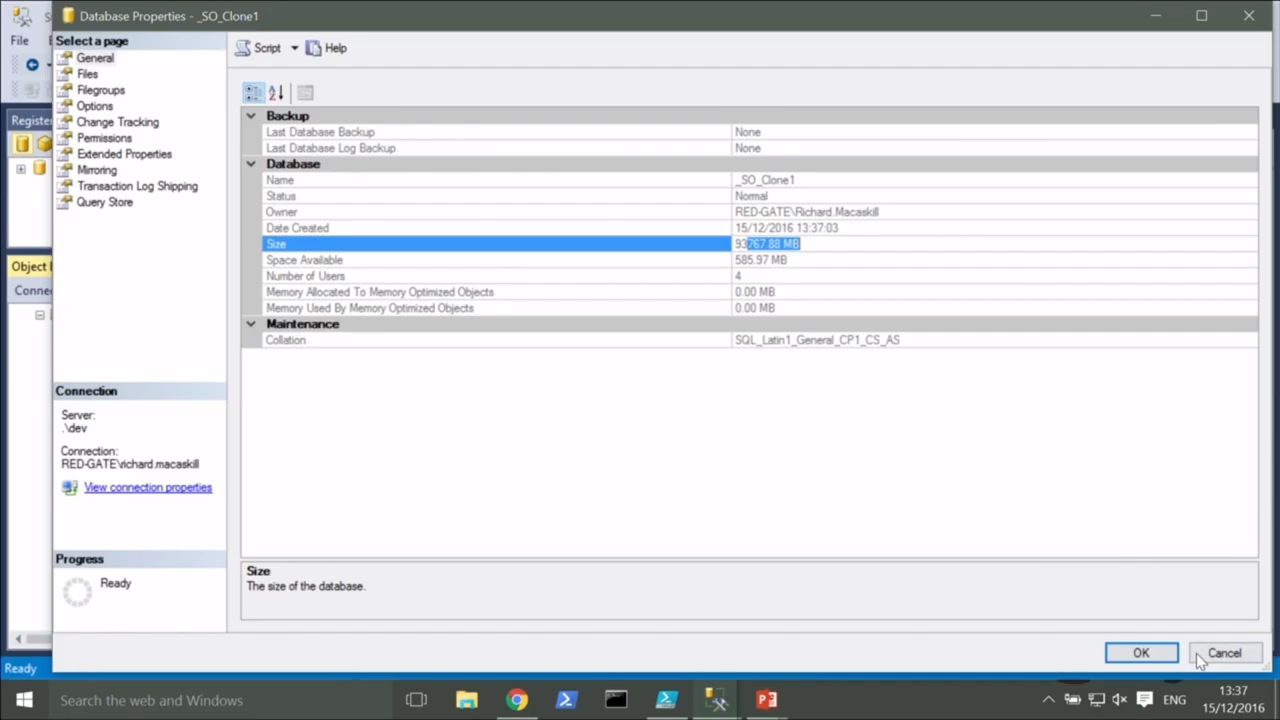 Database Properties - _SO_Clone1
File
Select a page
General
Files
Filegroups
Options
Change Tracking
Permissions
Extended Properties
Mirroring
Transaction Log Shipping
Query Store
Script
Help
Registe
Object
Conne
Backup
Last Database Backup None
Last Database Log Backup None
Database
Name _SO_Clone1
Status Normal
Owner RED-GATE\Richard.Macaskill
Date Created 15/12/2016 13:37:03
Size 93767.88 MB
Space Available 585.97 MB
Number of Users 4
Memory Allocated To Memory Optimized Objects 0.00 MB
Memory Used By Memory Optimized Objects 0.00 MB
Maintenance
Collation SQL_Latin1_General_CP1_CS_AS
Connection
Server:
.\dev
Connection:
RED-GATE\richard.macaskill
View connection properties
Progress
Ready
Size
The size of the database.
OK
Cancel
Ready
Search the web and Windows
ENG
13:37
15/12/2016